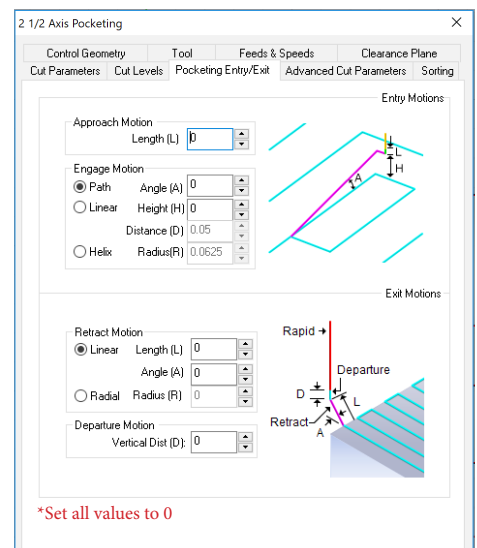 2 1/2 Axis Pocketing
Control Geometry Tool Feeds & Speeds Clearance Plane
Cut Parameters Cut Levels Pocketing Entry/Exit Advanced Cut Parameters Sorting
Entry Motions
Approach Motion
Length (L) 0
Engage Motion
Path Angle (A) 0
Linear Height (H) 0
Distance (D) 0.05
Helix Radius(R) 0.0625
L
H
A
Exit Motions
Retract Motion
Linear Length (L) 0
Angle (A) 0
Radial Radius (R) 0
Departure Motion
Vertical Dist (D): 0
Rapid
Departure
D
L
Retract
A
*Set all values to 0